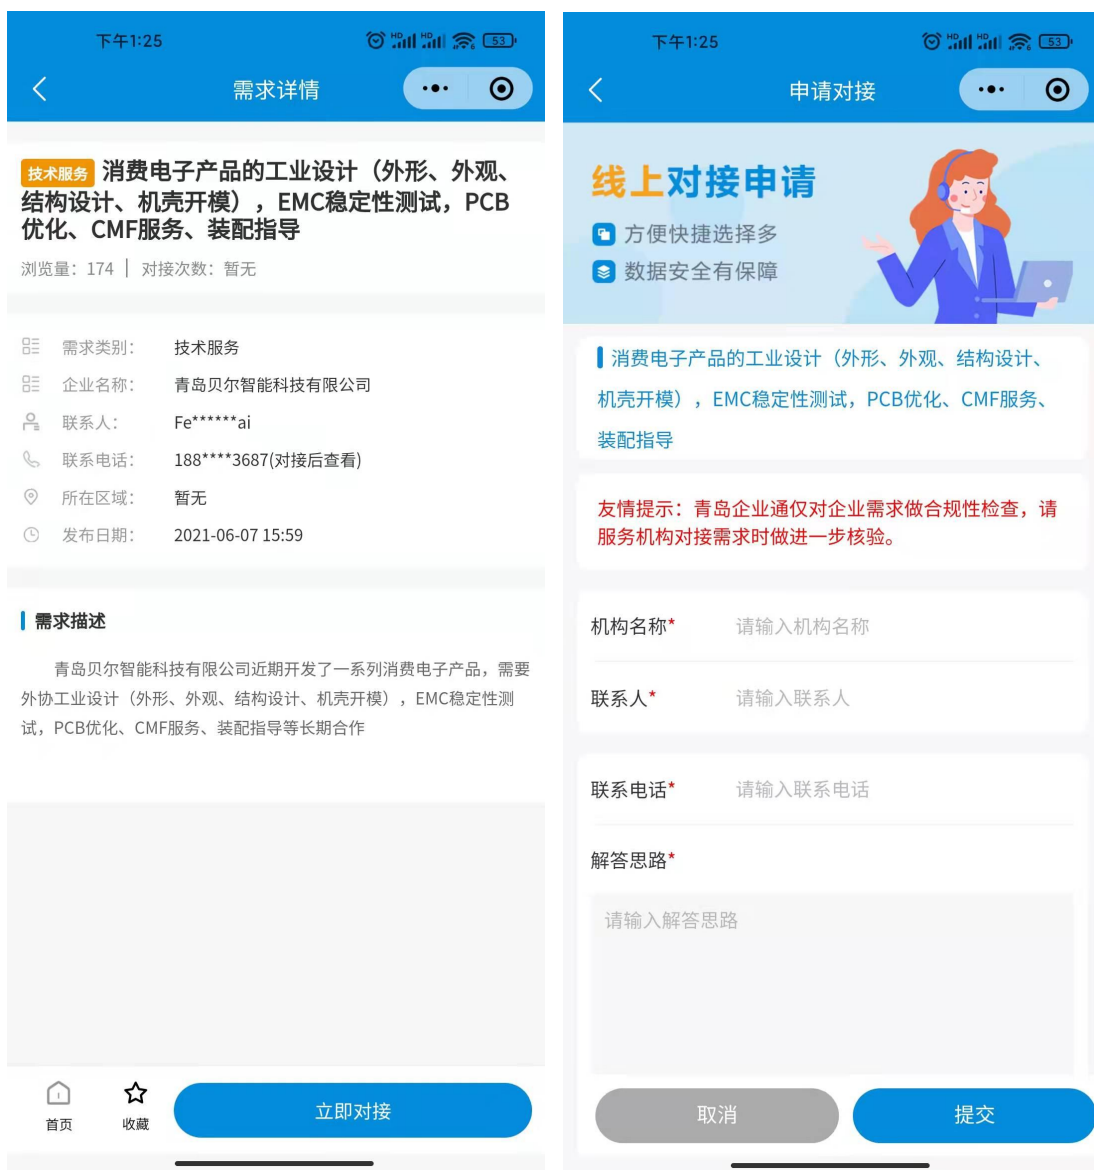 下午1:25
53
需求详情
技术服务 消费电子产品的工业设计（外形、外观、
结构设计、机壳开模），EMC稳定性测试，PCB
优化、CMF服务、装配指导
浏览量：174 | 对接次数：暂无
需求类别： 技术服务
企业名称： 青岛贝尔智能科技有限公司
联系人： Fe******ai
联系电话： 188****3687(对接后查看)
所在区域： 暂无
发布日期： 2021-06-07 15:59
需求描述
青岛贝尔智能科技有限公司近期开发了一系列消费电子产品，需要
外协工业设计（外形、外观、结构设计、机壳开模），EMC稳定性测
试，PCB优化、CMF服务、装配指导等长期合作
首页
收藏
立即对接
下午1:25
53
申请对接
线上对接申请
方便快捷选择多
数据安全有保障
消费电子产品的工业设计（外形、外观、结构设计、
机壳开模），EMC稳定性测试，PCB优化、CMF服务、
装配指导
友情提示：青岛企业通仅对企业需求做合规性检查，请
服务机构对接需求时做进一步核验。
机构名称* 请输入机构名称
联系人* 请输入联系人
联系电话* 请输入联系电话
解答思路*
请输入解答思路
取消
提交